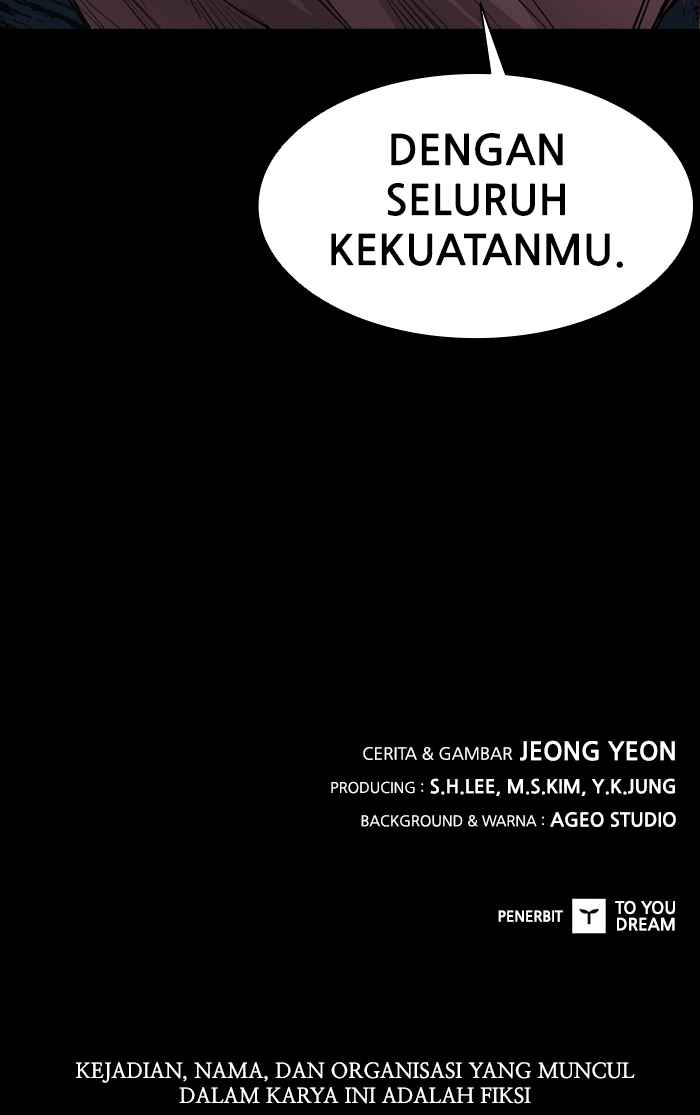 DENGAN
SELURUH
KEKUATANMU.
CERITA & GAMBAR JEONG YEON
PRODUCING : S.H.LEE, M.S.KIM, Y.K.JUNG
BACKGROUND & WARNA : AGEO STUDIO
PENERBIT TO YOU
DREAM
KEJADIAN, NAMA, DAN ORGANISASI YANG MUNCUL
DALAM KARYA INI ADALAH FIKSI